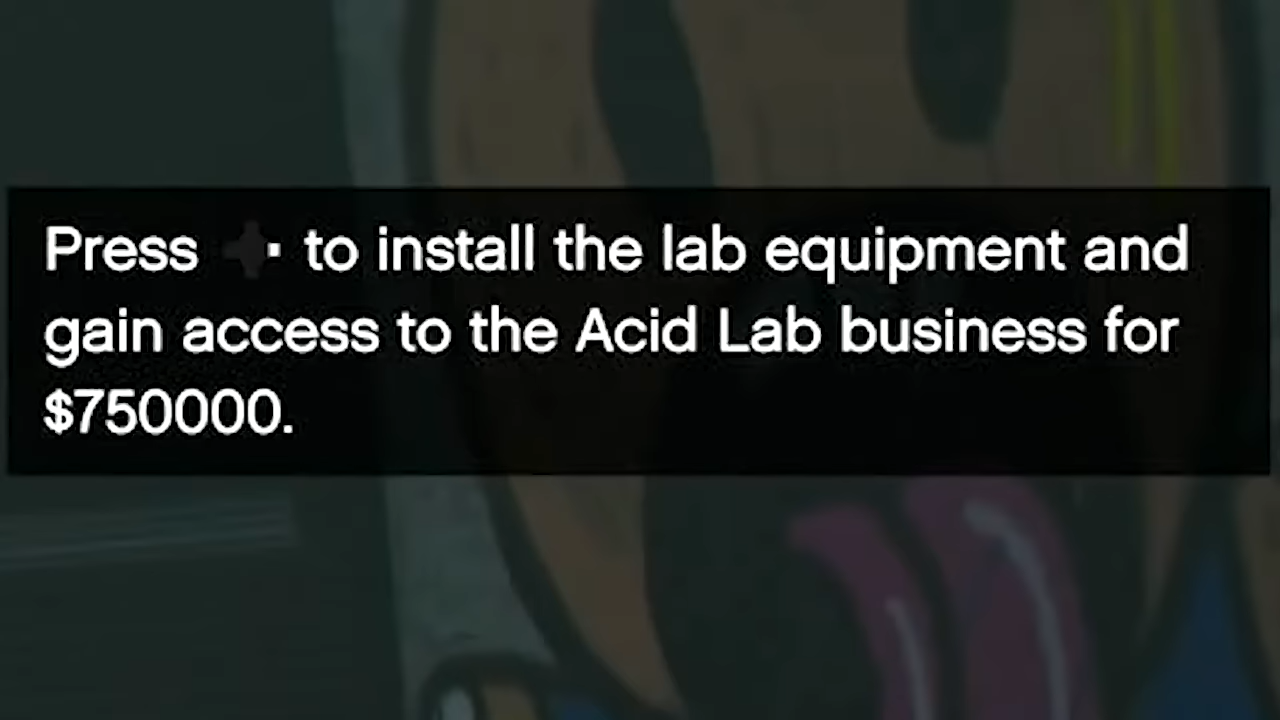 Press to install the lab equipment and
gain access to the Acid Lab business for
$750000.